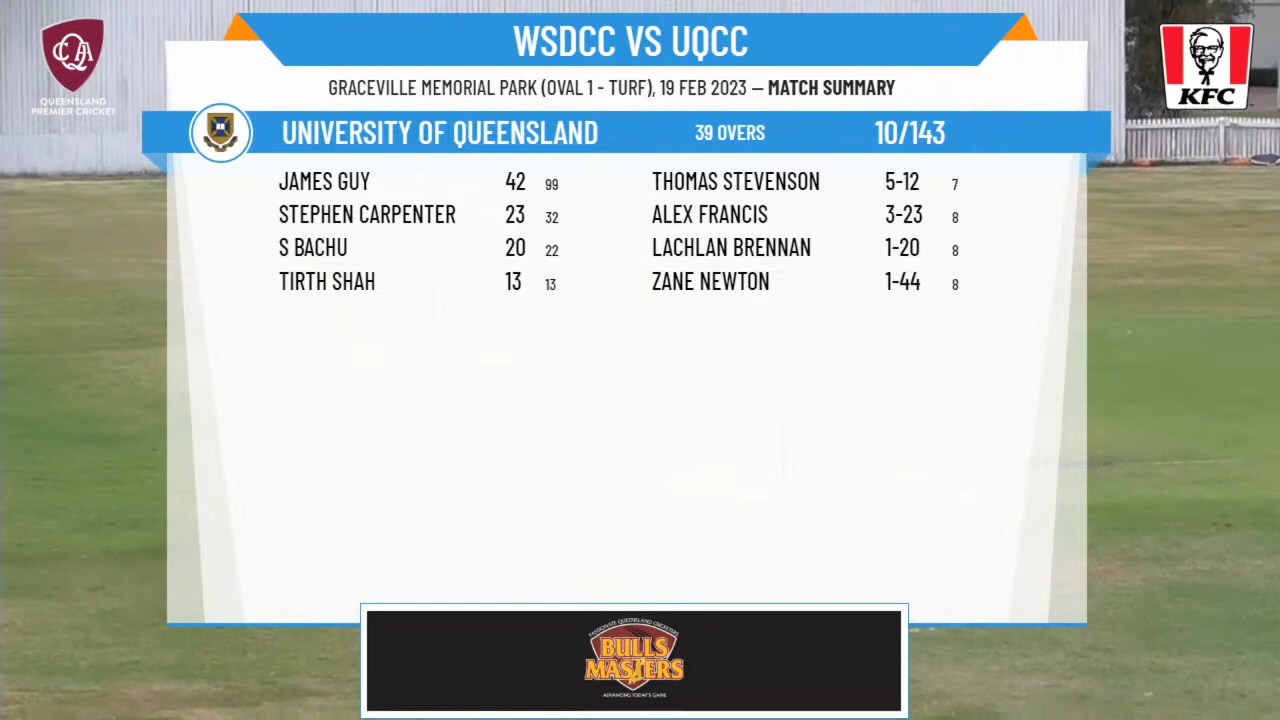 WSDCC VS UQCC
GRACEVILLE MEMORIAL PARK (OVAL 1 - TURF), 19 FEB 2023 — MATCH SUMMARY
QUEENSLAND
PREMIER CRICKET
KFC
UNIVERSITY OF QUEENSLAND 39 OVERS 10/143
JAMES GUY 42 99 THOMAS STEVENSON 5-12 7
STEPHEN CARPENTER 23 32 ALEX FRANCIS 3-23 8
S BACHU 20 22 LACHLAN BRENNAN 1-20 8
TIRTH SHAH 13 13 ZANE NEWTON 1-44 8
PASSIONATE QUEENSLAND CRICKETERS
BULLS
MASTERS
ADVANCING TODAY'S GAME